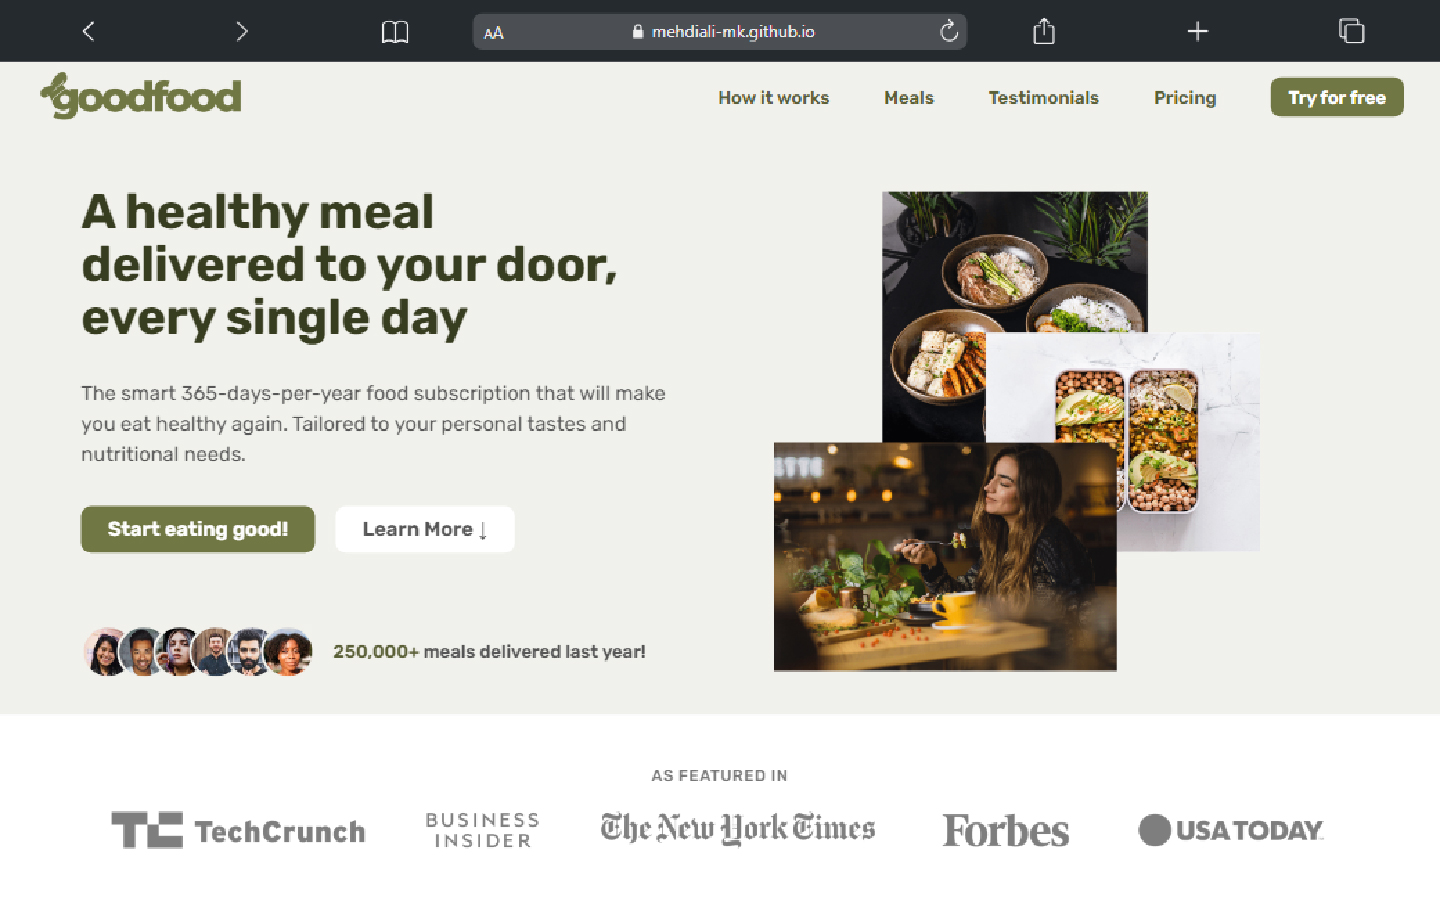 AA
mehdiali-mk.github.io
goodfood
How it works
Meals
Testimonials
Pricing
Try for free
A healthy meal
delivered to your door,
every single day
The smart 365-days-per-year food subscription that will make
you eat healthy again. Tailored to your personal tastes and
nutritional needs.
Start eating good!
Learn More ↓
250,000+ meals delivered last year!
AS FEATURED IN
TC TechCrunch
BUSINESS
INSIDER
The New York Times
Forbes
USA TODAY